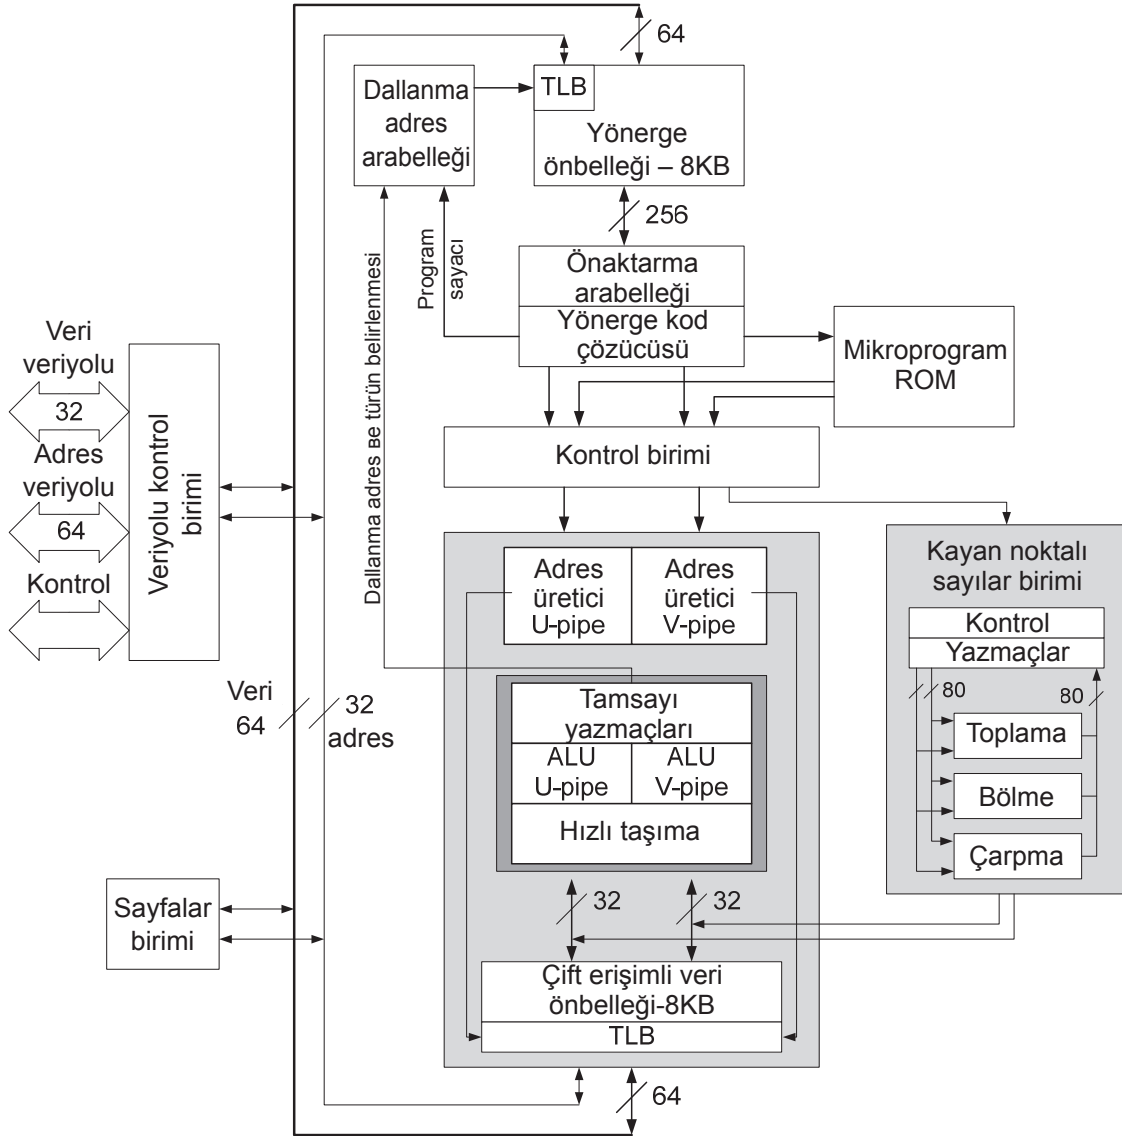 64
TLB
Yönerge
önbelleği – 8KB
Dallanma
adres
arabelleği
256
Program
sayacı
Dallanma adres ве türün belirlenmesi
Önaktarma
arabelleği
Yönerge kod
çözücüsü
Mikroprogram
ROM
Veri
veriyolu
32
Adres
veriyolu
64
Kontrol
Veriyolu kontrol
birimi
Kontrol birimi
Adres
üretici
U-pipe
Adres
üretici
V-pipe
Kayan noktalı
sayılar birimi
Kontrol
Yazmaçlar
80
80
Toplama
Bölme
Çarpma
Veri
64
32
adres
Tamsayı
yazmaçları
ALU
U-pipe
ALU
V-pipe
Hızlı taşıma
32
32
Sayfalar
birimi
Çift erişimli veri
önbelleği-8KB
TLB
64